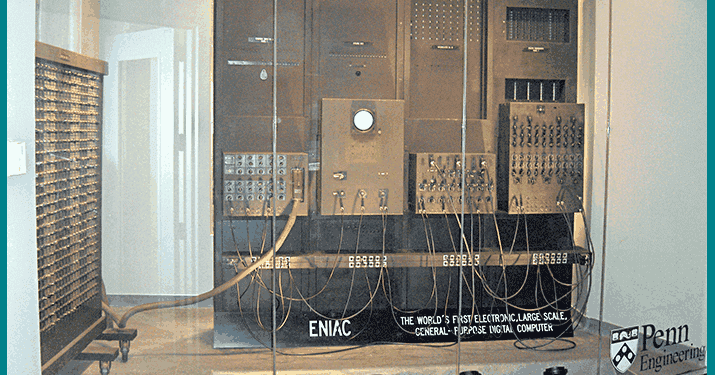 ENIAC
THE WORLD'S FIRST ELECTRONIC, LARGE SCALE,
GENERAL-PURPOSE DIGITAL COMPUTER
Penn
Engineering